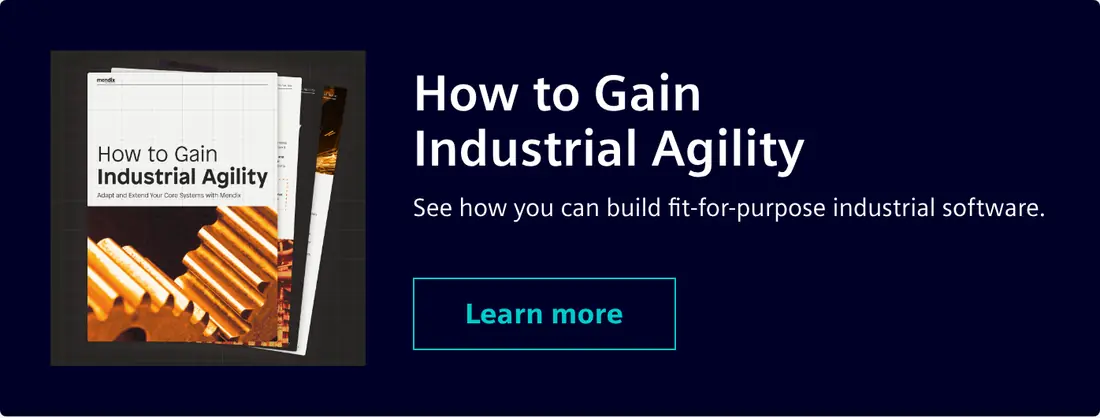 mendix
How to Gain
Industrial Agility
Adapt and Extend Your Core Systems with Mendix
How to Gain
Industrial Agility
See how you can build fit-for-purpose industrial software.
Learn more